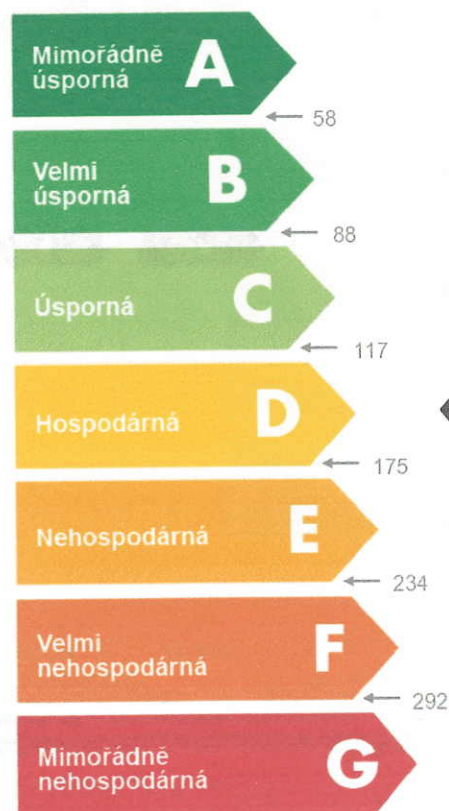 Mimořádně
úsporná
A
58
Velmi
úsporná
B
88
Úsporná
C
117
Hospodárná
D
175
Nehospodárná
E
234
Velmi
nehospodárná
F
292
Mimořádně
nehospodárná
G